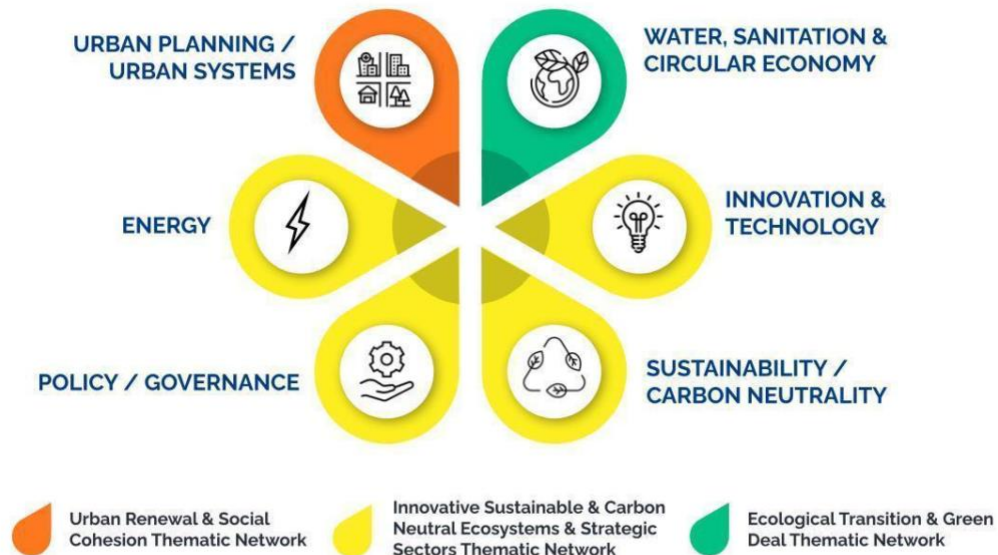 URBAN PLANNING /
URBAN SYSTEMS
WATER, SANITATION &
CIRCULAR ECONOMY
ENERGY
INNOVATION &
TECHNOLOGY
POLICY / GOVERNANCE
SUSTAINABILITY /
CARBON NEUTRALITY
Urban Renewal & Social
Cohesion Thematic Network
Innovative Sustainable & Carbon
Neutral Ecosystems & Strategic
Sectors Thematic Network
Ecological Transition & Green
Deal Thematic Network